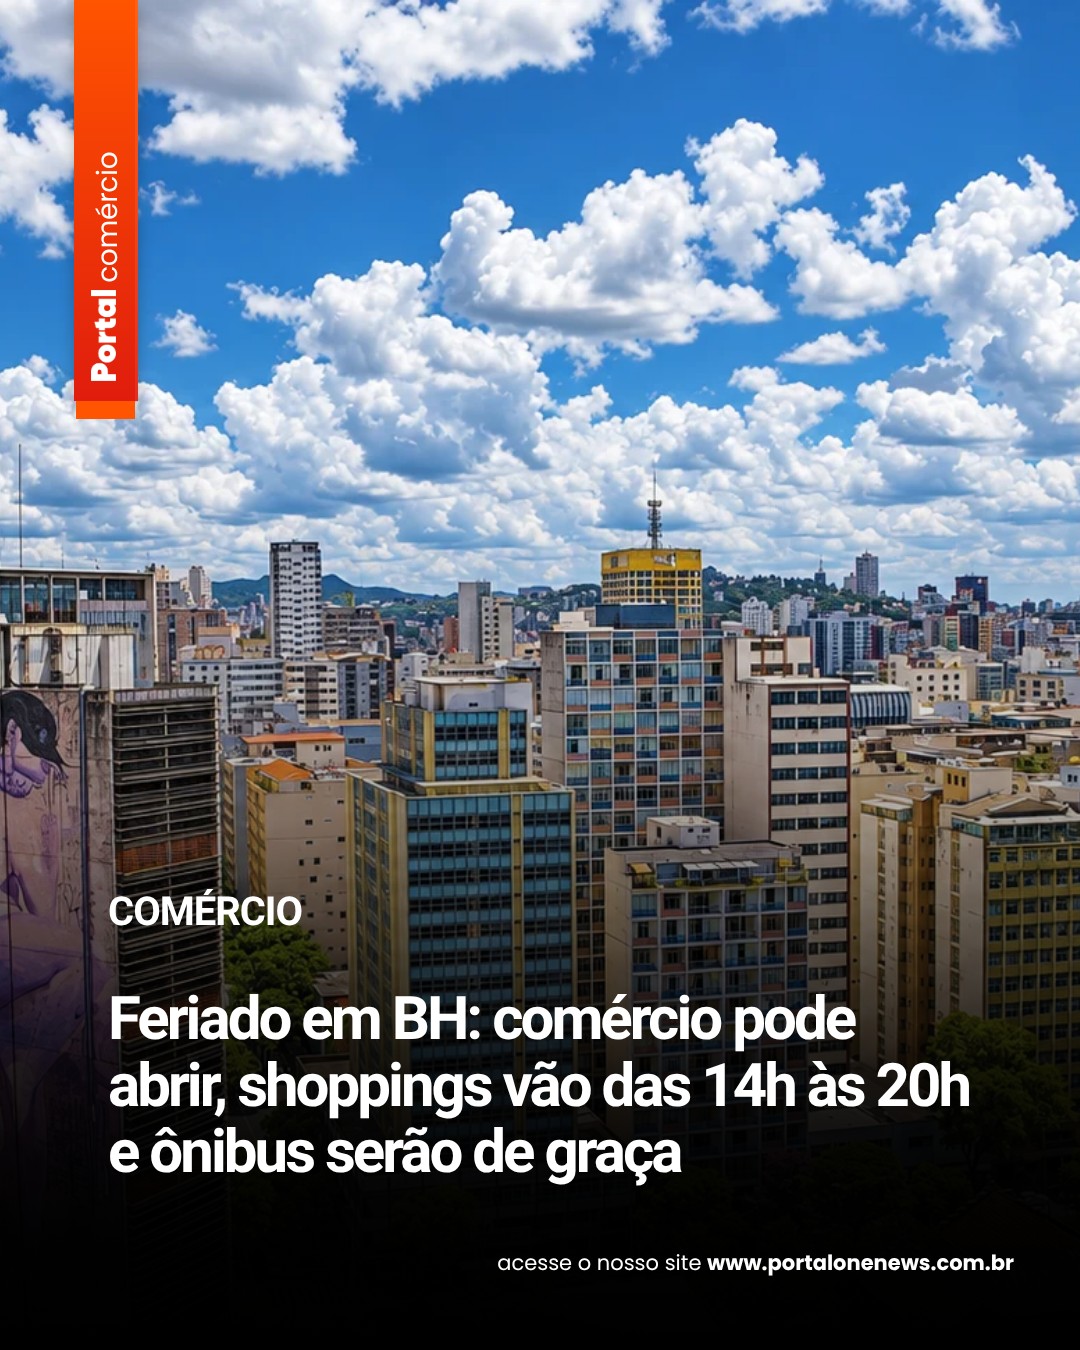 Portal comércio
COMÉRCIO
Feriado em BH: comércio pode
abrir, shoppings vão das 14h às 20h
e ônibus serão de graça
acesse o nosso site www.portalonenews.com.br